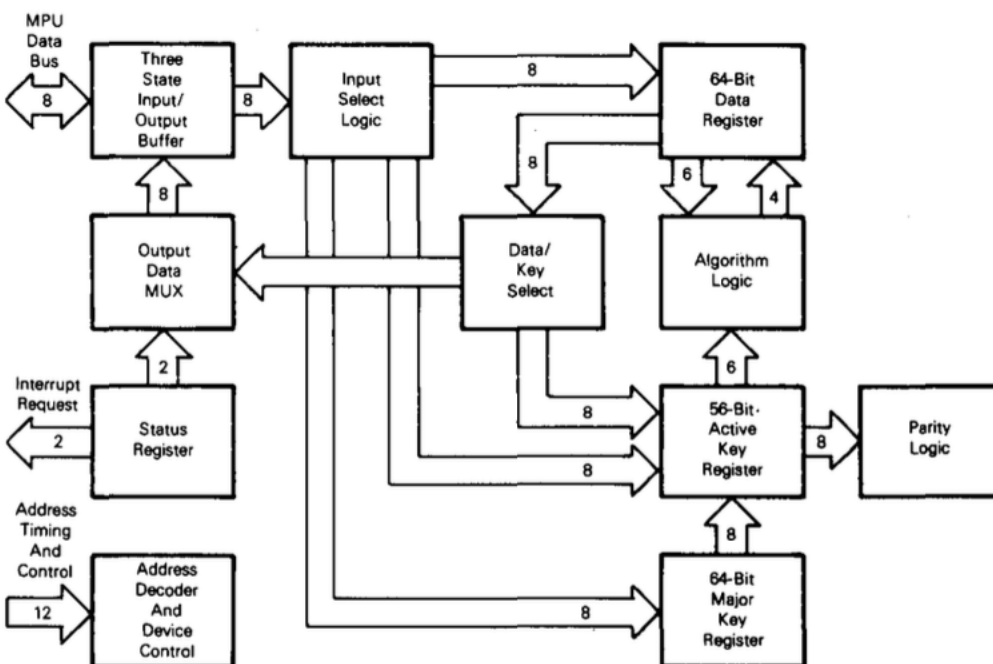 MPU
Data
Bus
8
Three
State
Input/
Output
Buffer
8
Input
Select
Logic
8
64-Bit
Data
Register
8
8
6
4
Output
Data
MUX
Data/
Key
Select
Algorithm
Logic
2
6
Interrupt
Request
2
Status
Register
8
8
56-Bit·
Active
Key
Register
8
Parity
Logic
Address
Timing
And
Control
12
Address
Decoder
And
Device
Control
8
8
64-Bit
Major
Key
Register